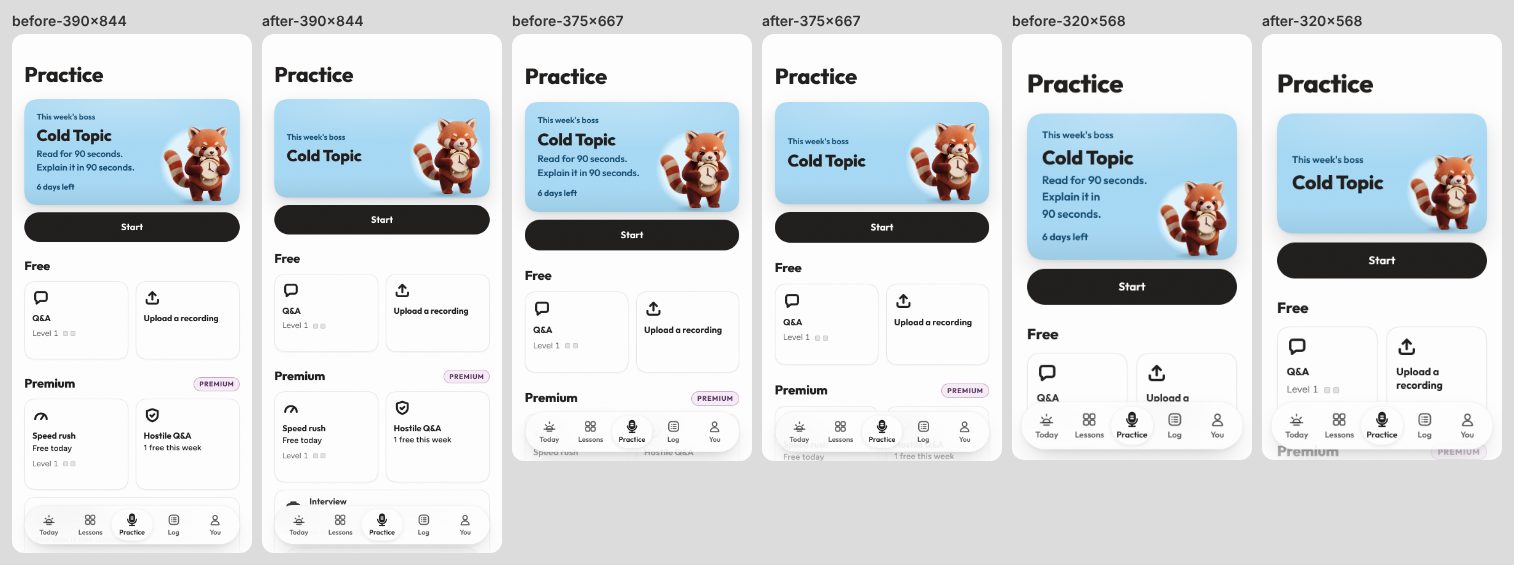 before-390×844
Practice
This week's boss
Cold Topic
Read for 90 seconds.
Explain it in 90 seconds.
6 days left
Start
Free
Q&A
Level 1
Upload a recording
Premium
PREMIUM
Speed rush
Free today
Level 1
Hostile Q&A
1 free this week
Today
Lessons
Practice
Log
You
after-390×844
Practice
This week's boss
Cold Topic
Start
Free
Q&A
Level 1
Upload a recording
Premium
PREMIUM
Speed rush
Free today
Level 1
Hostile Q&A
1 free this week
Interview
Today
Lessons
Practice
Log
You
before-375×667
Practice
This week's boss
Cold Topic
Read for 90 seconds.
Explain it in 90 seconds.
6 days left
Start
Free
Q&A
Level 1
Upload a recording
Premium
PREMIUM
Today
Lessons
Practice
Log
You
Speed rush
Hostile Q&A
after-375×667
Practice
This week's boss
Cold Topic
Start
Free
Q&A
Level 1
Upload a recording
Premium
PREMIUM
Today
Lessons
Practice
Log
You
Free today
1 free this week
before-320×568
Practice
This week's boss
Cold Topic
Read for 90 seconds.
Explain it in
90 seconds.
6 days left
Start
Free
Q&A
Upload a
Today
Lessons
Practice
Log
You
after-320×568
Practice
This week's boss
Cold Topic
Start
Free
Q&A
Level 1
Upload a
recording
Today
Lessons
Practice
Log
You
Premium
PREMIUM